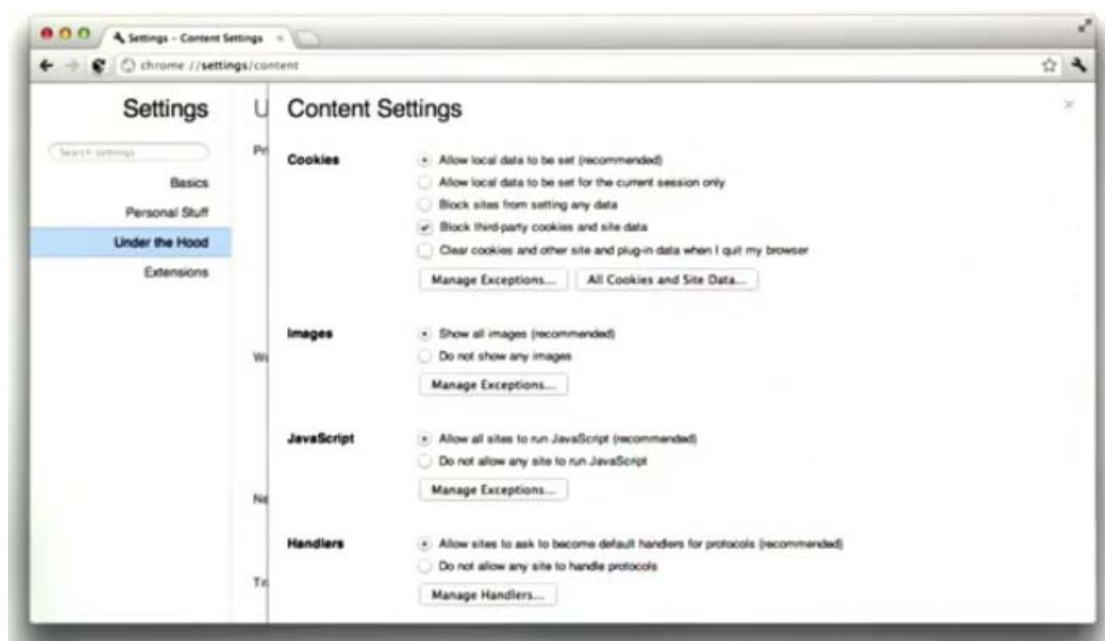 Settings - Content Settings
chrome://settings/content
Settings
Search settings
Basics
Personal Stuff
Under the Hood
Extensions
U
Pri
We
Ne
Content Settings
Cookies
Allow local data to be set (recommended)
Allow local data to be set for the current session only
Block sites from setting any data
Block third-party cookies and site data
Clear cookies and other site and plug-in data when I quit my browser
Manage Exceptions... All Cookies and Site Data...
Images
Show all images (recommended)
Do not show any images
Manage Exceptions...
JavaScript
Allow all sites to run JavaScript (recommended)
Do not allow any site to run JavaScript
Manage Exceptions...
Handlers
Allow sites to ask to become default handlers for protocols (recommended)
Do not allow any site to handle protocols
Manage Handlers...